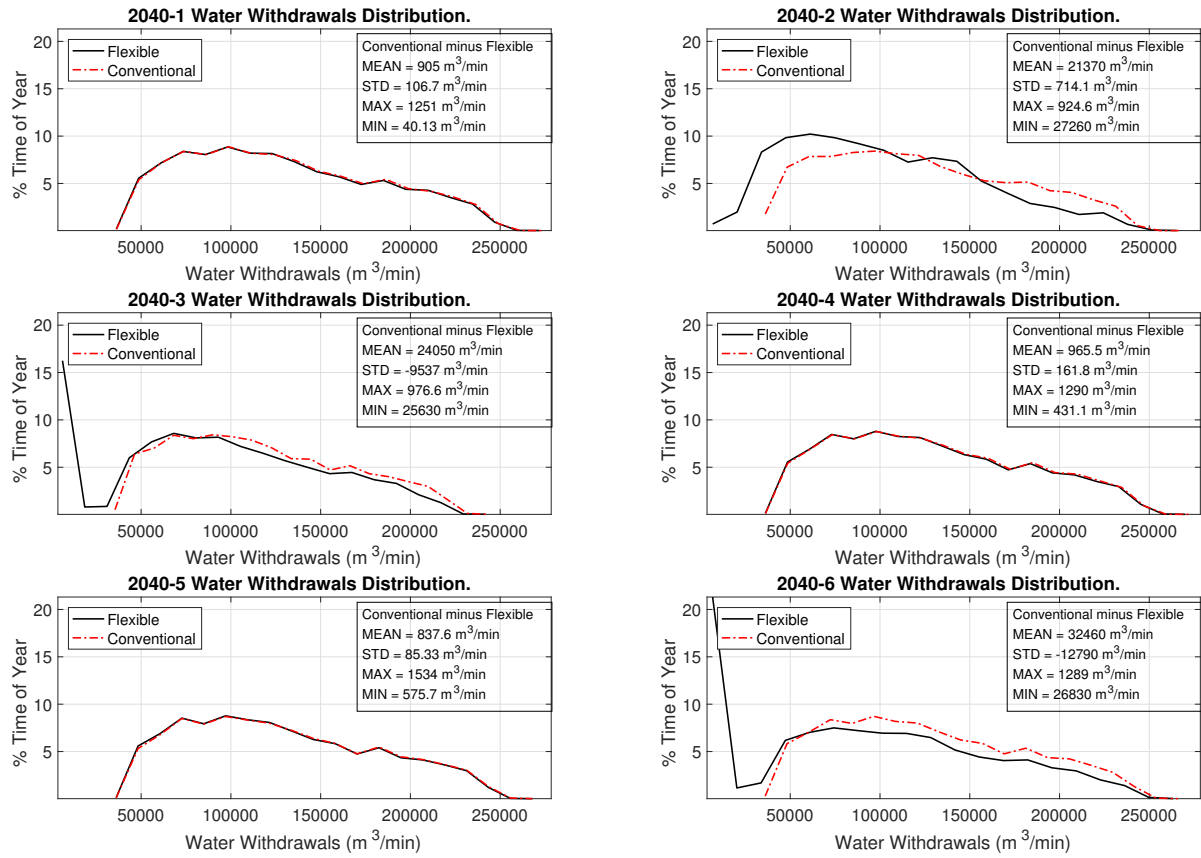 2040-1 Water Withdrawals Distribution.
20
15
10
5
% Time of Year
Flexible
Conventional
Conventional minus Flexible
MEAN = 905 m³/min
STD = 106.7 m³/min
MAX = 1251 m³/min
MIN = 40.13 m³/min
50000 100000 150000 200000 250000
Water Withdrawals (m³/min)
2040-2 Water Withdrawals Distribution.
20
15
10
5
% Time of Year
Flexible
Conventional
Conventional minus Flexible
MEAN = 21370 m³/min
STD = 714.1 m³/min
MAX = 924.6 m³/min
MIN = 27260 m³/min
50000 100000 150000 200000 250000
Water Withdrawals (m³/min)
2040-3 Water Withdrawals Distribution.
20
15
10
5
% Time of Year
Flexible
Conventional
Conventional minus Flexible
MEAN = 24050 m³/min
STD = -9537 m³/min
MAX = 976.6 m³/min
MIN = 25630 m³/min
50000 100000 150000 200000 250000
Water Withdrawals (m³/min)
2040-4 Water Withdrawals Distribution.
20
15
10
5
% Time of Year
Flexible
Conventional
Conventional minus Flexible
MEAN = 965.5 m³/min
STD = 161.8 m³/min
MAX = 1290 m³/min
MIN = 431.1 m³/min
50000 100000 150000 200000 250000
Water Withdrawals (m³/min)
2040-5 Water Withdrawals Distribution.
20
15
10
5
% Time of Year
Flexible
Conventional
Conventional minus Flexible
MEAN = 837.6 m³/min
STD = 85.33 m³/min
MAX = 1534 m³/min
MIN = 575.7 m³/min
50000 100000 150000 200000 250000
Water Withdrawals (m³/min)
2040-6 Water Withdrawals Distribution.
20
15
10
5
% Time of Year
Flexible
Conventional
Conventional minus Flexible
MEAN = 32460 m³/min
STD = -12790 m³/min
MAX = 1289 m³/min
MIN = 26830 m³/min
50000 100000 150000 200000 250000
Water Withdrawals (m³/min)